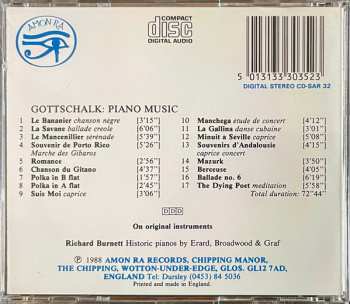 AMON RA
COMPACT
disc
DIGITAL AUDIO
5 013133 303523
DIGITAL STEREO CD-SAR 32
GOTTSCHALK: PIANO MUSIC
1 Le Bananier chanson negre [3'15"]
2 La Savane ballade creole [6'06"]
3 Le Mancenillier serenade [5'39"]
4 Souvenir de Porto Rico [5'26"]
Marche des Gibaros
5 Romance [2'56"]
6 Chanson du Gitano [4'37"]
7 Polka in B flat [1'31"]
8 Polka in A flat [2'45"]
9 Suis Moi caprice [3'06"]
10 Manchega étude de concert [4'12"]
11 La Gallina danse cubaine [3'01"]
12 Minuit à Seville caprice [5'19"]
13 Souvenirs d'Andalousie [4'15"]
caprice concert
14 Mazurk [3'50"]
15 Berceuse [4'36"]
16 Ballade no. 6 [6'49"]
17 The Dying Poet meditation [5'58"]
Total duration: 72'44"
DDD
On original instruments
Richard Burnett Historic pianos by Erard, Broadwood & Graf
℗ 1988 AMON RA RECORDS, CHIPPING MANOR,
THE CHIPPING, WOTTON-UNDER-EDGE, GLOS. GL12 7AD,
ENGLAND Tel: Dursley (0453) 84 5036
Printed and made in England